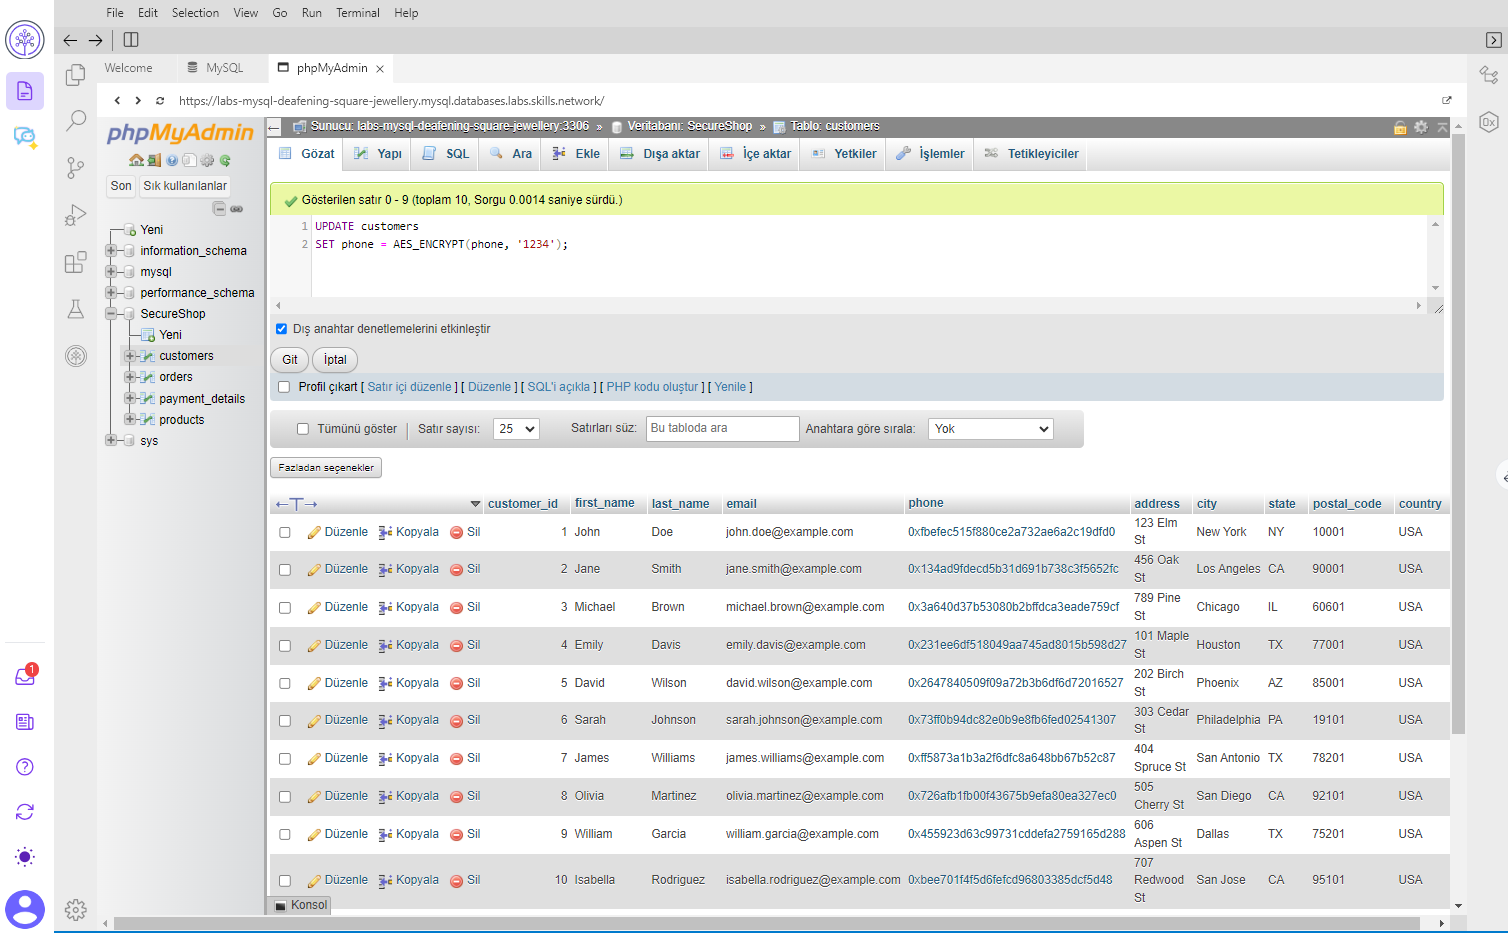 File Edit Selection View Go Run Terminal Help
Welcome MySQL phpMyAdmin
https://labs-mysql-deafening-square-jewellery.mysql.databases.labs.skills.network/
phpMyAdmin
Sunucu: labs-mysql-deafening-square-jewellery:3306 » Veritabanı: SecureShop » Tablo: customers
Gözat Yapı SQL Ara Ekle Dışa aktar İçe aktar Yetkiler İşlemler Tetikleyiciler
Son Sık kullanılanlar
Yeni
information_schema
mysql
performance_schema
SecureShop
Yeni
customers
orders
payment_details
products
sys
Gösterilen satır 0 - 9 (toplam 10, Sorgu 0.0014 saniye sürdü.)
1 UPDATE customers
2 SET phone = AES_ENCRYPT(phone, '1234');
Dış anahtar denetlemelerini etkinleştir
Git İptal
Profil çıkart [ Satır içi düzenle ] [ Düzenle ] [ SQL'i açıkla ] [ PHP kodu oluştur ] [ Yenile ]
Tümünü göster Satır sayısı: 25 Satırları süz: Bu tabloda ara Anahtara göre sırala: Yok
Fazladan seçenekler
←T→ customer_id first_name last_name email phone address city state postal_code country
Düzenle Kopyala Sil 1 John Doe john.doe@example.com 0xfbefec515f880ce2a732ae6a2c19dfd0 123 Elm St New York NY 10001 USA
Düzenle Kopyala Sil 2 Jane Smith jane.smith@example.com 0x134ad9fdecd5b31d691b738c3f5652fc 456 Oak St Los Angeles CA 90001 USA
Düzenle Kopyala Sil 3 Michael Brown michael.brown@example.com 0x3a640d37b53080b2bffdca3eade759cf 789 Pine St Chicago IL 60601 USA
Düzenle Kopyala Sil 4 Emily Davis emily.davis@example.com 0x231ee6df518049aa745ad8015b598d27 101 Maple St Houston TX 77001 USA
Düzenle Kopyala Sil 5 David Wilson david.wilson@example.com 0x2647840509f09a72b3b6df6d72016527 202 Birch St Phoenix AZ 85001 USA
Düzenle Kopyala Sil 6 Sarah Johnson sarah.johnson@example.com 0x73ff0b94dc82e0b9e8fb6fed02541307 303 Cedar St Philadelphia PA 19101 USA
Düzenle Kopyala Sil 7 James Williams james.williams@example.com 0xff5873a1b3a2f6dfc8a648bb67b52c87 404 Spruce St San Antonio TX 78201 USA
Düzenle Kopyala Sil 8 Olivia Martinez olivia.martinez@example.com 0x726afb1fb00f43675b9efa80ea327ec0 505 Cherry St San Diego CA 92101 USA
Düzenle Kopyala Sil 9 William Garcia william.garcia@example.com 0x455923d63c99731cddefa2759165d288 606 Aspen St Dallas TX 75201 USA
Düzenle Kopyala Sil 10 Isabella Rodriguez isabella.rodriguez@example.com 0xbee701f4f5d6fefcd96803385dcf5d48 707 Redwood St San Jose CA 95101 USA
Konsol
1
0x